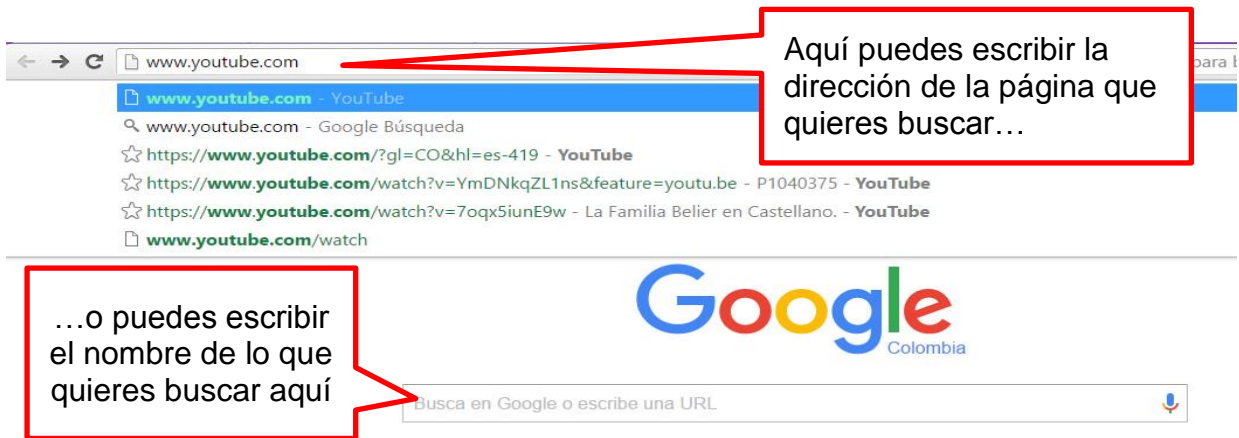 Aquí puedes escribir la
dirección de la página que
quieres buscar…
www.youtube.com
para b
www.youtube.com - YouTube
www.youtube.com - Google Búsqueda
https://www.youtube.com/?gl=CO&hl=es-419 - YouTube
https://www.youtube.com/watch?v=YmDNkqZL1ns&feature=youtu.be - P1040375 - YouTube
https://www.youtube.com/watch?v=7oqx5iunE9w - La Familia Belier en Castellano. - YouTube
www.youtube.com/watch
…o puedes escribir
el nombre de lo que
quieres buscar aquí
Google
Colombia
Busca en Google o escribe una URL